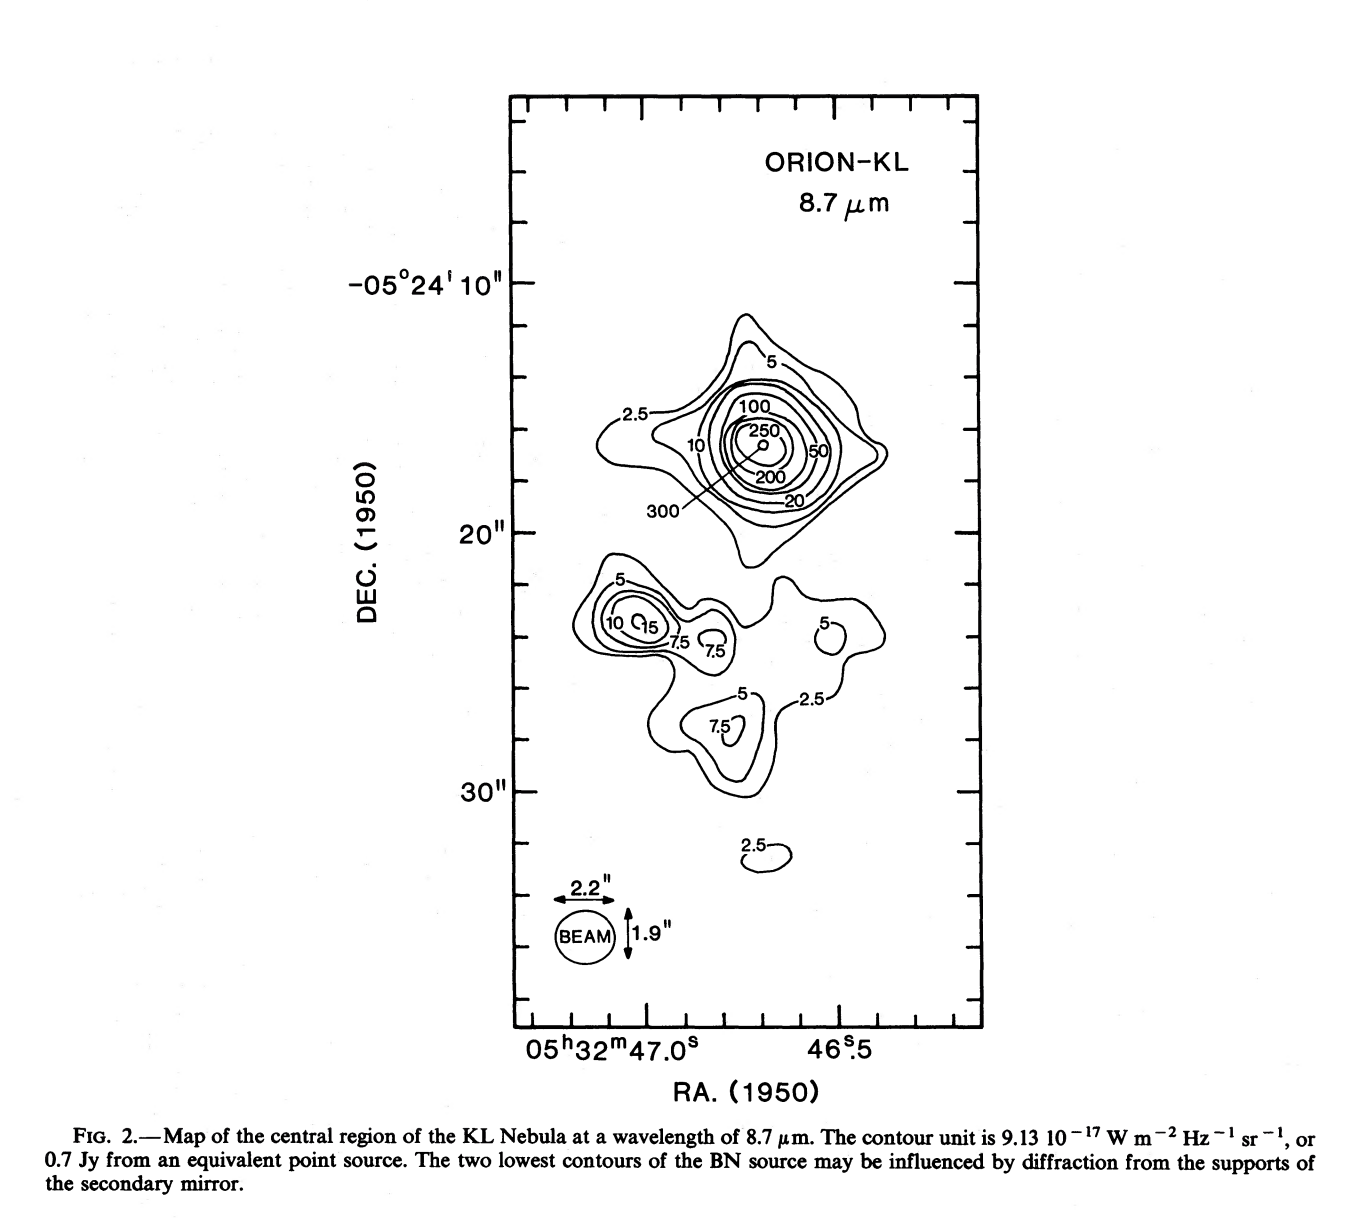 ORION-KL
8.7 μm
-05°24' 10"
5
2.5
100
250
10
50
200
20
300
DEC. (1950)
20"
5
10
15
7.5
7.5
5
5
2.5
7.5
30"
2.5
2.2"
BEAM
1.9"
05ʰ32ᵐ47.0ˢ
46ˢ.5
RA. (1950)
FIG. 2.—Map of the central region of the KL Nebula at a wavelength of 8.7 μm. The contour unit is 9.13 10⁻¹⁷ W m⁻² Hz⁻¹ sr⁻¹, or
0.7 Jy from an equivalent point source. The two lowest contours of the BN source may be influenced by diffraction from the supports of
the secondary mirror.